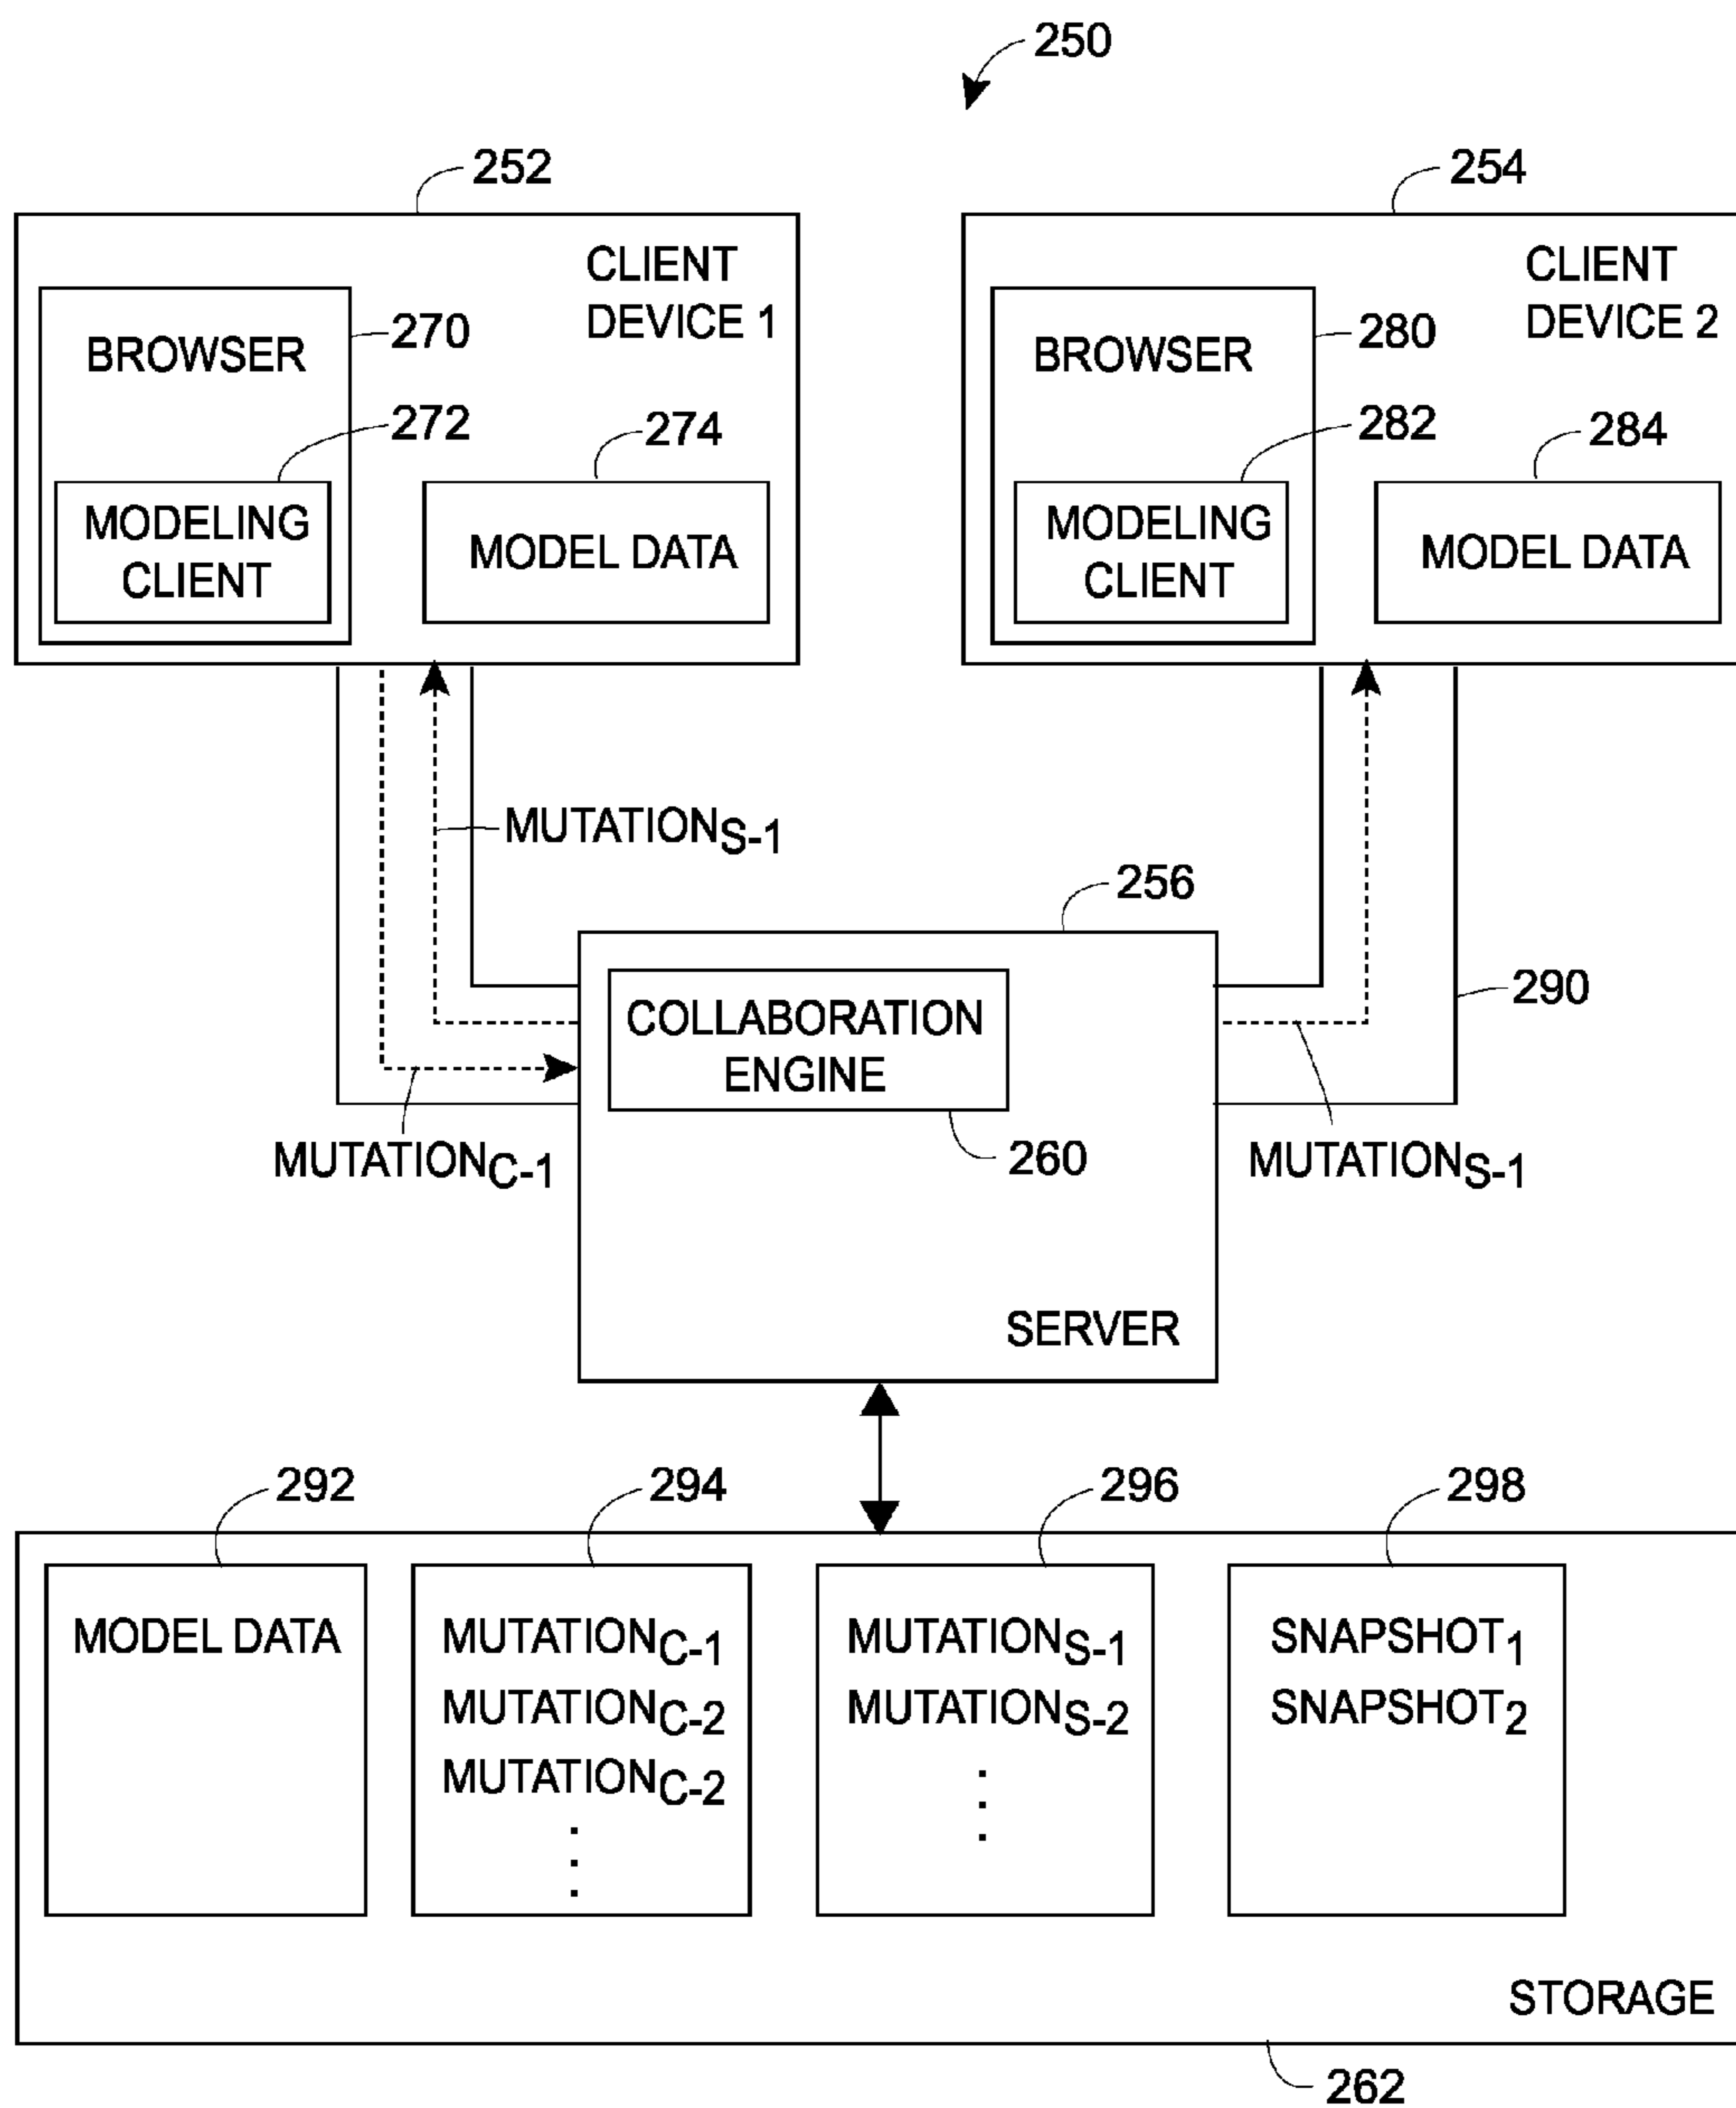 250
252
254
CLIENT
DEVICE 1
CLIENT
DEVICE 2
BROWSER
270
BROWSER
280
272
274
282
284
MODELING
CLIENT
MODEL DATA
MODELING
CLIENT
MODEL DATA
MUTATIONS-1
256
290
COLLABORATION
ENGINE
MUTATIONC-1
260
MUTATIONS-1
SERVER
292
294
296
298
MODEL DATA
MUTATIONC-1
MUTATIONC-2
MUTATIONC-2
MUTATIONS-1
MUTATIONS-2
SNAPSHOT1
SNAPSHOT2
STORAGE
262